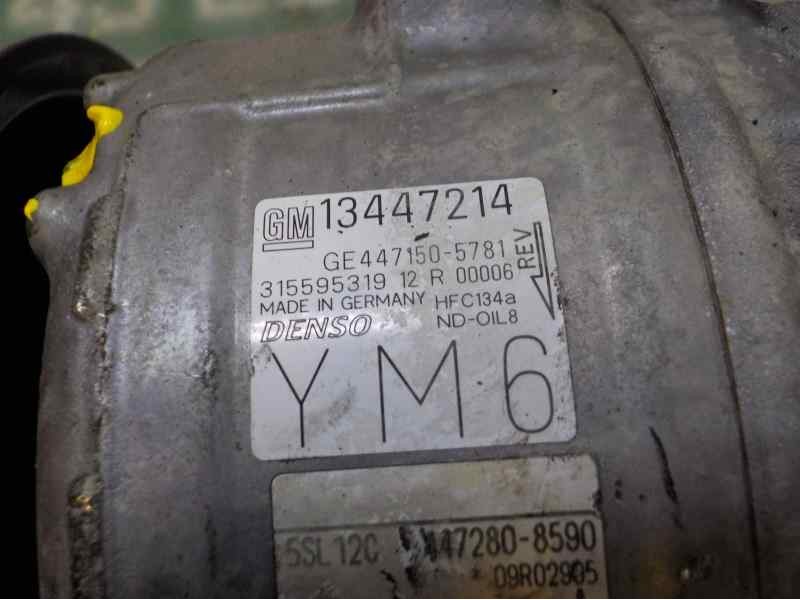 GM 13447214
GE447150-5781
315595319 12 R 00006
MADE IN GERMANY HFC134a
DENSO ND-OIL8
REV
YM6
5SL12C 447280-8590
09R02905